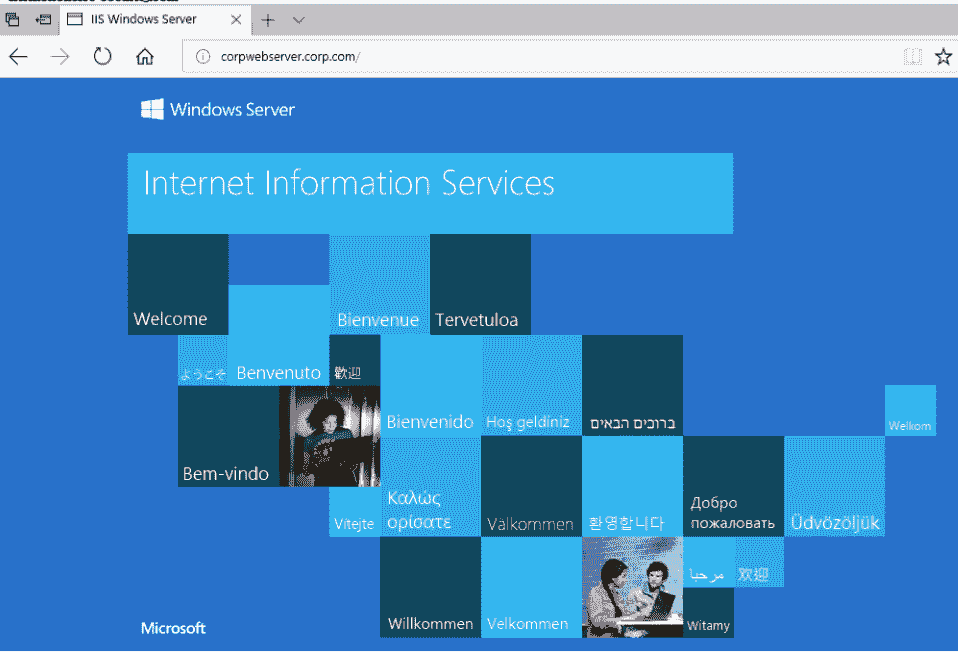 IIS Windows Server
corpwebserver.corp.com/
Windows Server
Internet Information Services
Welcome
Bienvenue
Tervetuloa
ようこそ
Benvenuto
歡迎
Bienvenido
Hoş geldiniz
ברוכים הבאים
Welkom
Bem-vindo
Vítejte
Καλώς
ορίσατε
Välkommen
환영합니다
Добро
пожаловать
Üdvözöljük
مرحبا
欢迎
Willkommen
Velkommen
Witamy
Microsoft